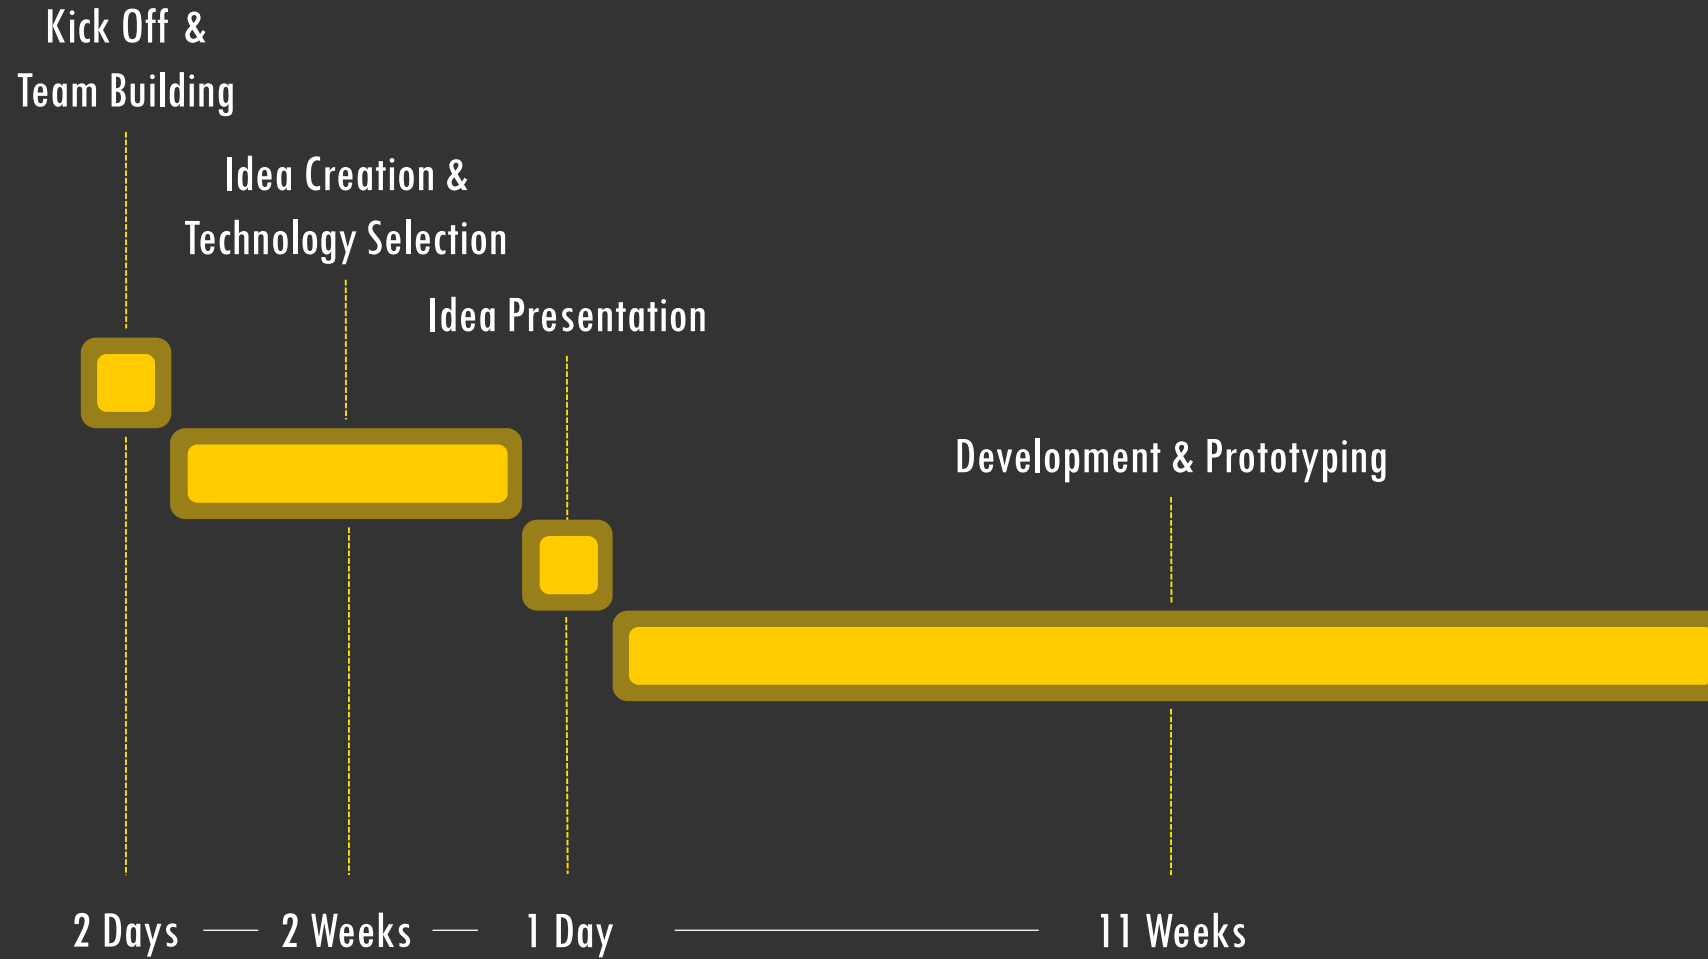 Kick Off &
Team Building
Idea Creation &
Technology Selection
Idea Presentation
Development & Prototyping
2 Days
2 Weeks
1 Day
11 Weeks